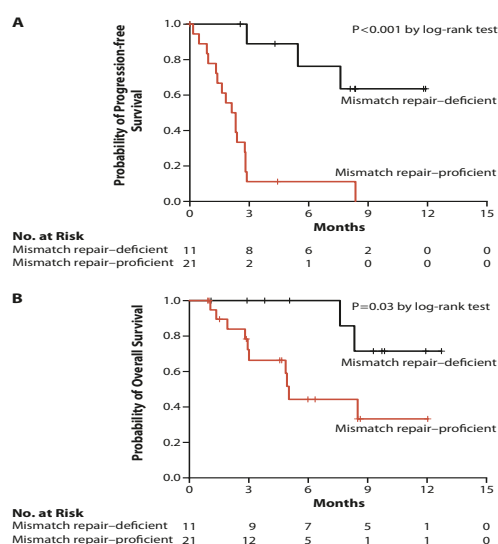 A
Probability of Progression-free
Survival
1.0
0.8
0.6
0.4
0.2
0.0
P<0.001 by log-rank test
Mismatch repair–deficient
Mismatch repair–proficient
0 3 6 9 12 15
Months
No. at Risk
Mismatch repair–deficient 11 8 6 2 0 0
Mismatch repair–proficient 21 2 1 0 0 0
B
Probability of Overall Survival
1.0
0.8
0.6
0.4
0.2
0.0
P=0.03 by log-rank test
Mismatch repair–deficient
Mismatch repair–proficient
0 3 6 9 12 15
Months
No. at Risk
Mismatch repair–deficient 11 9 7 5 1 0
Mismatch repair–proficient 21 12 5 1 1 0